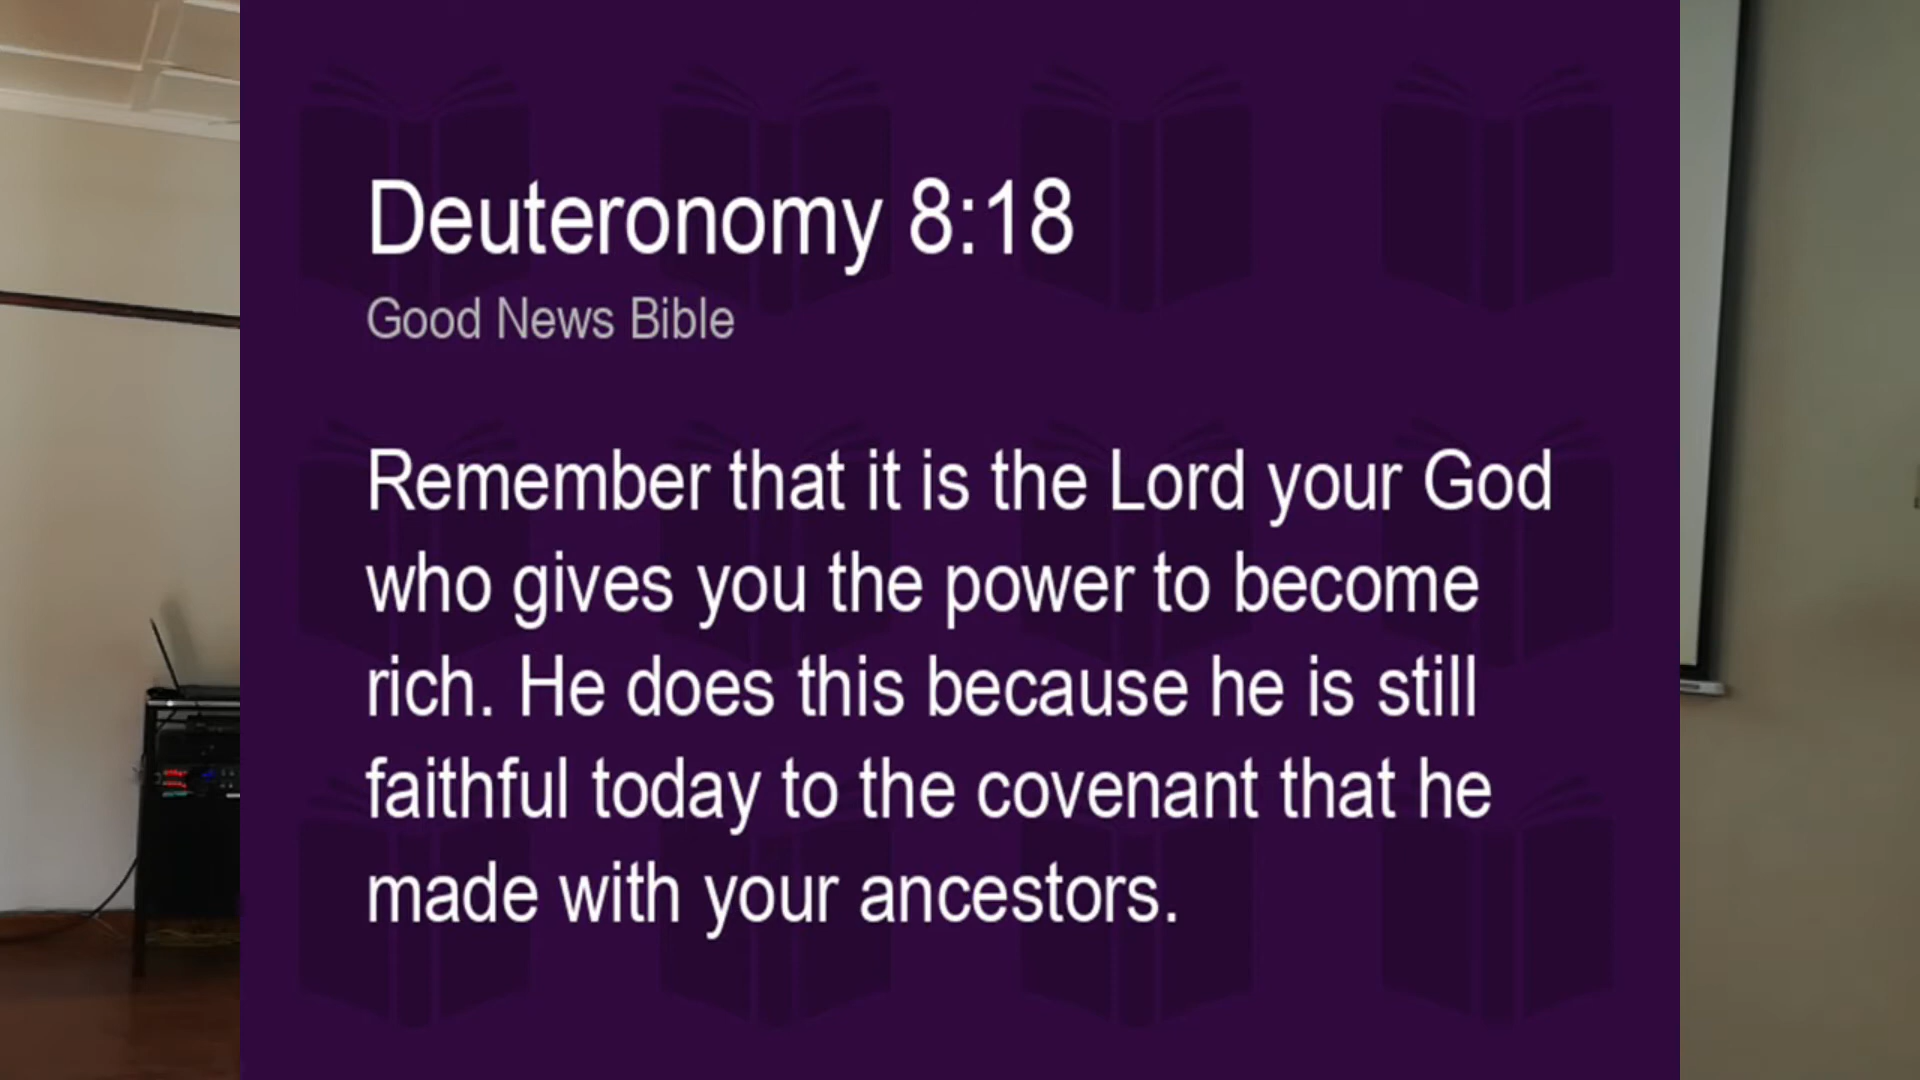 Deuteronomy 8:18
Good News Bible
Remember that it is the Lord your God
who gives you the power to become
rich. He does this because he is still
faithful today to the covenant that he
made with your ancestors.